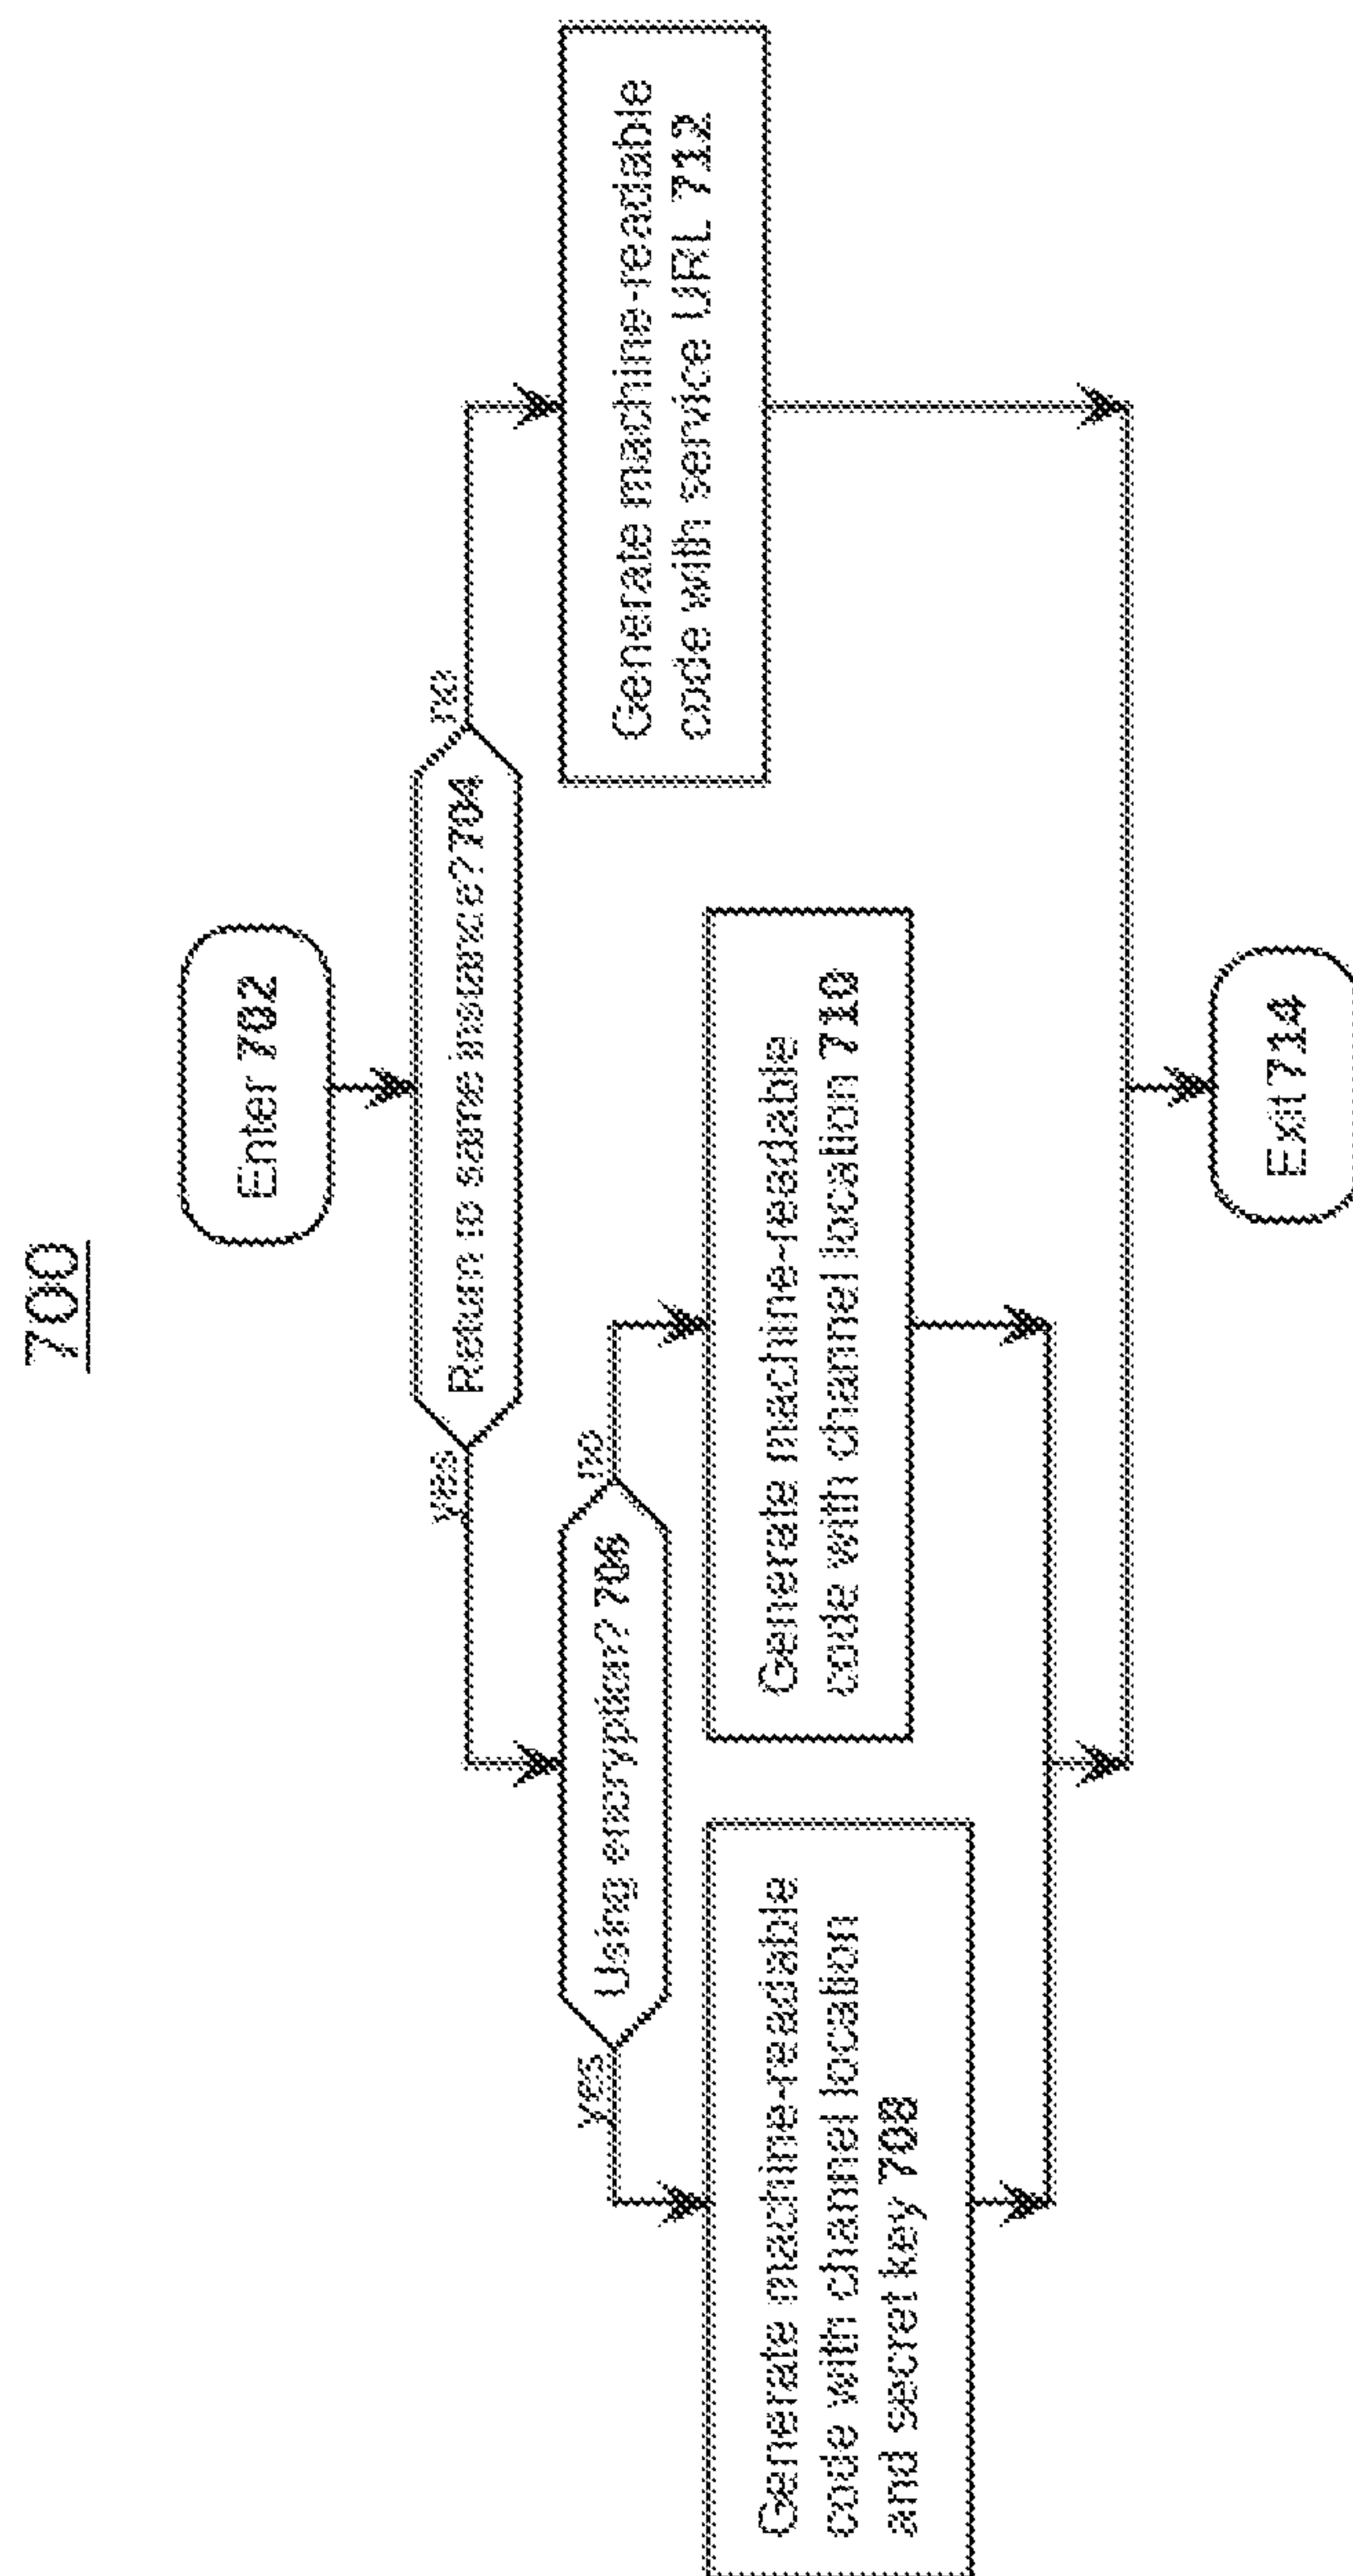 700
Enter 702
Return to same instance? 704
yes
no
Using encryption? 706
yes
no
Generate machine-readable
code with service URL 712
Generate machine-readable
code with channel location
and secret key 708
Generate machine-readable
code with channel location 710
Exit 714